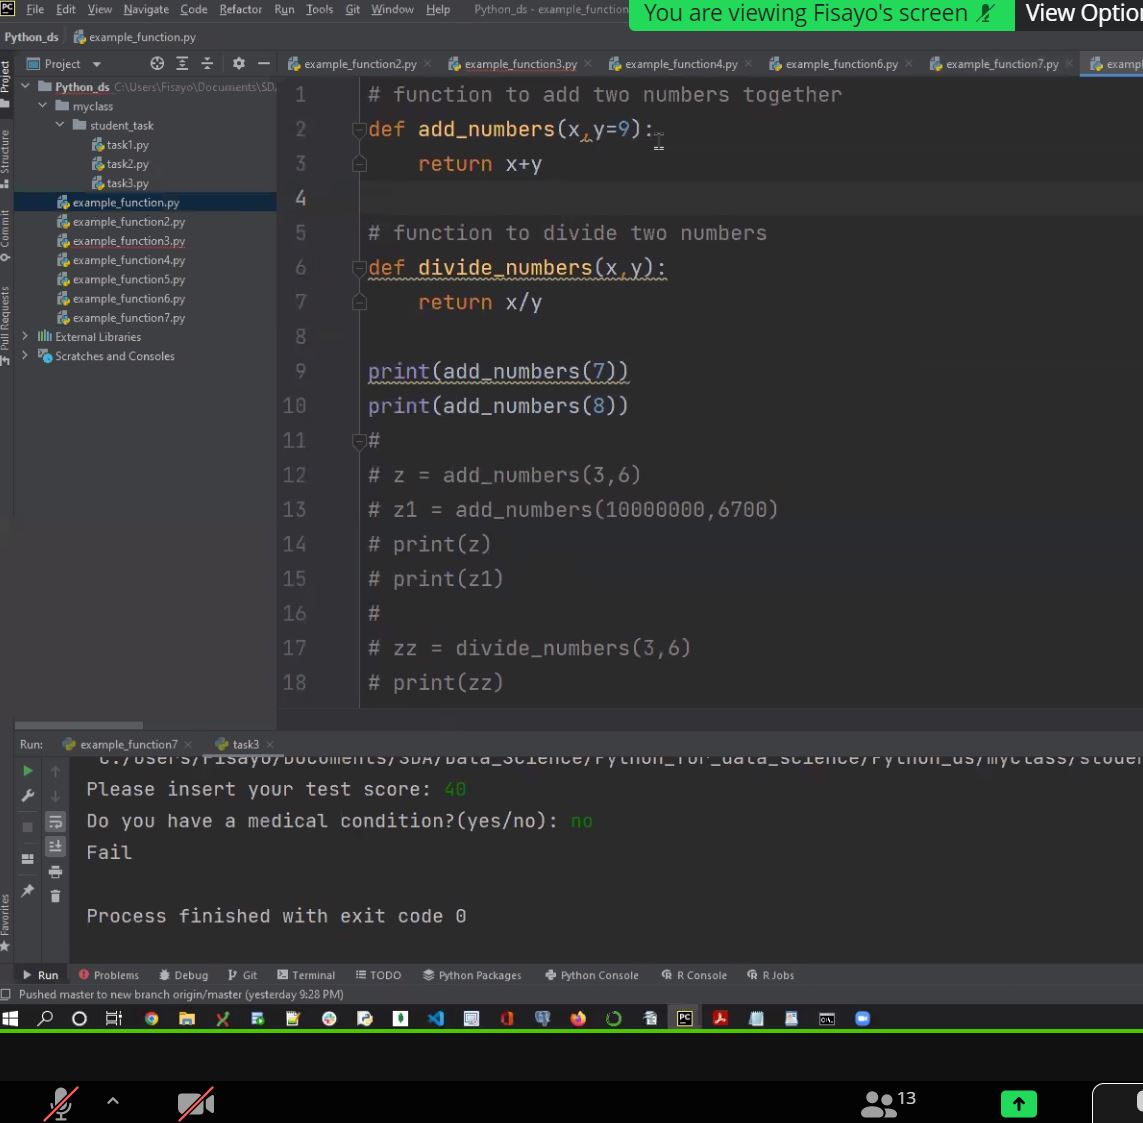 File Edit View Navigate Code Refactor Run Tools Git Window Help Python_ds - example_function
You are viewing Fisayo's screen
View Optio
Python_ds example_function.py
Project
example_function2.py example_function3.py example_function4.py example_function6.py example_function7.py examp
Project
Structure
Commit
Pull Requests
Favorites
Python_ds C:\Users\Fisayo\Documents\SDA
myclass
student_task
task1.py
task2.py
task3.py
example_function.py
example_function2.py
example_function3.py
example_function4.py
example_function5.py
example_function6.py
example_function7.py
External Libraries
Scratches and Consoles
1 # function to add two numbers together
2 def add_numbers(x,y=9):
3 return x+y
4
5 # function to divide two numbers
6 def divide_numbers(x,y):
7 return x/y
8
9 print(add_numbers(7))
10 print(add_numbers(8))
11 #
12 # z = add_numbers(3,6)
13 # z1 = add_numbers(10000000,6700)
14 # print(z)
15 # print(z1)
16 #
17 # zz = divide_numbers(3,6)
18 # print(zz)
Run: example_function7 task3
C:/Users/Fisayo/Documents/SDA/Data_Science/Python_for_data_science/Python_ds/myclass/studen
Please insert your test score: 40
Do you have a medical condition?(yes/no): no
Fail
Process finished with exit code 0
Run Problems Debug Git Terminal TODO Python Packages Python Console R Console R Jobs
Pushed master to new branch origin/master (yesterday 9:28 PM)
13